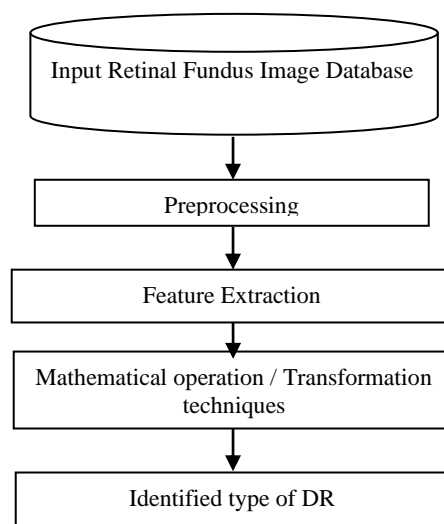 Input Retinal Fundus Image Database
Preprocessing
Feature Extraction
Mathematical operation / Transformation
techniques
Identified type of DR